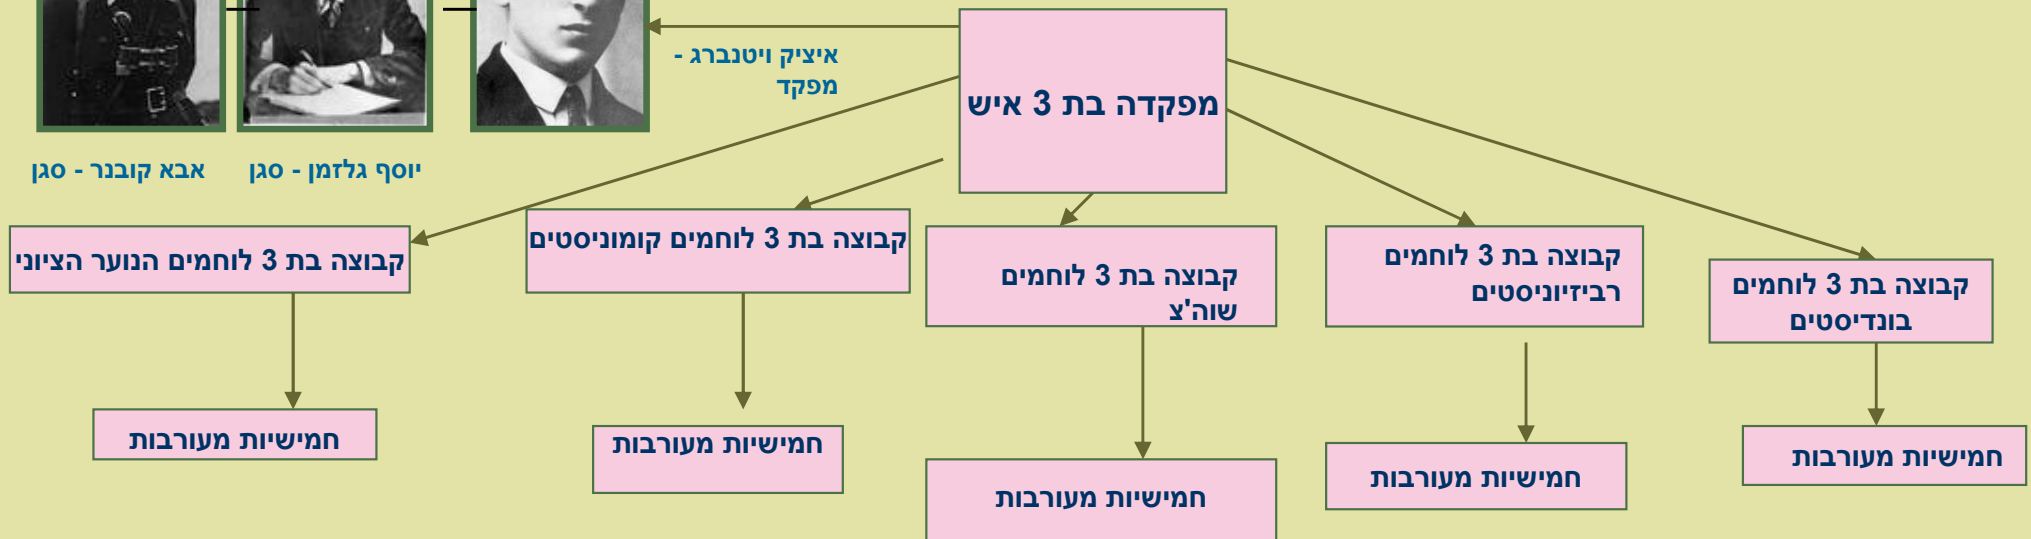 איציק ויטנברג -
מפקד
מפקדה בת 3 איש
יוסף גלזמן - סגן
אבא קובנר - סגן
קבוצה בת 3 לוחמים בונדיסטים
קבוצה בת 3 לוחמים
רביזיוניסטים
קבוצה בת 3 לוחמים
שוה'צ
קבוצה בת 3 לוחמים קומוניסטים
קבוצה בת 3 לוחמים הנוער הציוני
חמישיות מעורבות
חמישיות מעורבות
חמישיות מעורבות
חמישיות מעורבות
חמישיות מעורבות